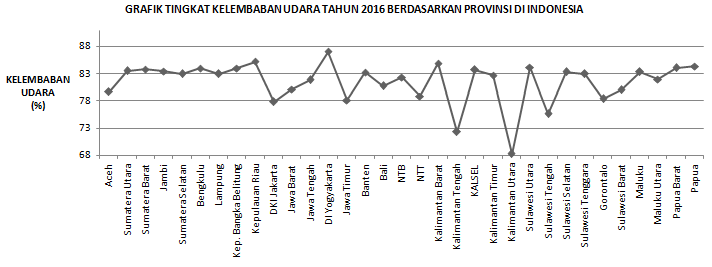 GRAFIK TINGKAT KELEMBABAN UDARA TAHUN 2016 BERDASARKAN PROVINSI DI INDONESIA
KELEMBABAN
UDARA
(%)
88
83
78
73
68
Aceh
Sumatera Utara
Sumatera Barat
Jambi
Sumatera Selatan
Bengkulu
Lampung
Kep. Bangka Belitung
Kepulauan Riau
DKI Jakarta
Jawa Barat
Jawa Tengah
DI Yogyakarta
Jawa Timur
Banten
Bali
NTB
NTT
Kalimantan Barat
Kalimantan Tengah
KALSEL
Kalimantan Timur
Kalimantan Utara
Sulawesi Utara
Sulawesi Tengah
Sulawesi Selatan
Sulawesi Tenggara
Gorontalo
Sulawesi Barat
Maluku
Maluku Utara
Papua Barat
Papua